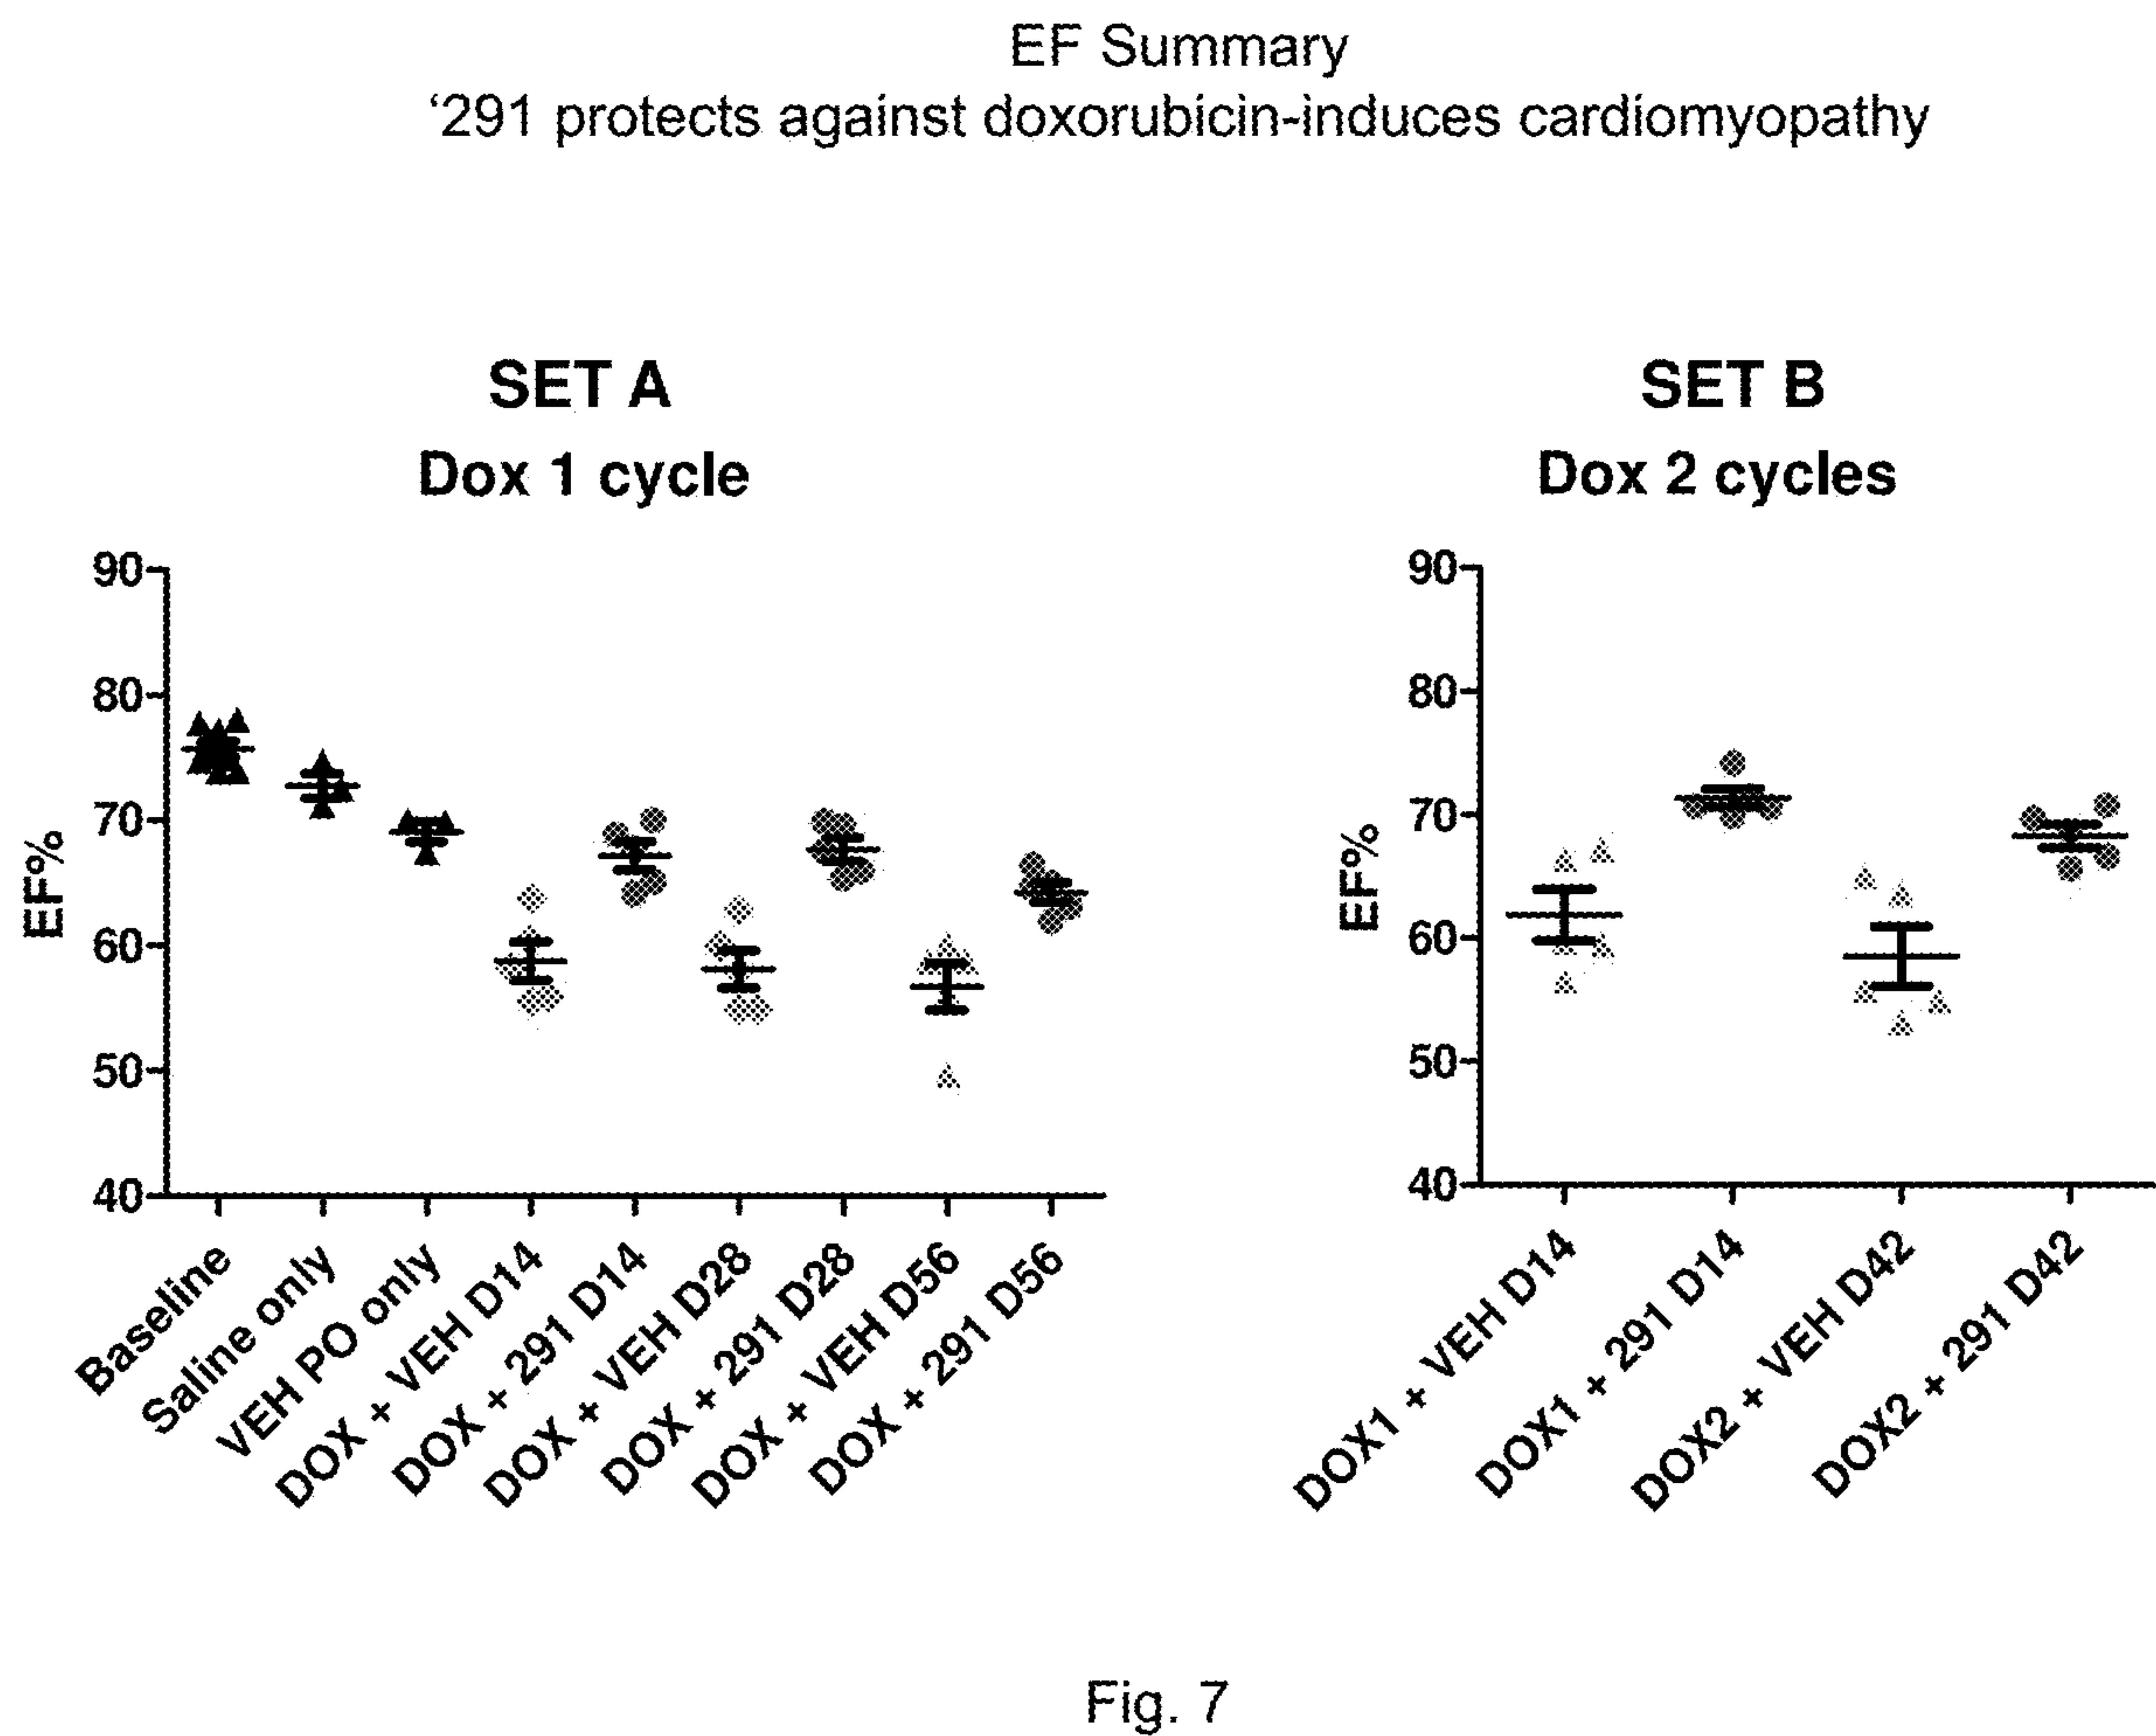 EF Summary
‘291 protects against doxorubicin-induces cardiomyopathy
SET A
Dox 1 cycle
90
80
70
60
50
40
EF%
Baseline
Saline only
VEH PO only
DOX + VEH D14
DOX + 291 D14
DOX + VEH D28
DOX + 291 D28
DOX + VEH D56
DOX + 291 D56
SET B
Dox 2 cycles
90
80
70
60
50
40
EF%
DOX1 + VEH D14
DOX1 + 291 D14
DOX2 + VEH D42
DOX2 + 291 D42
Fig. 7